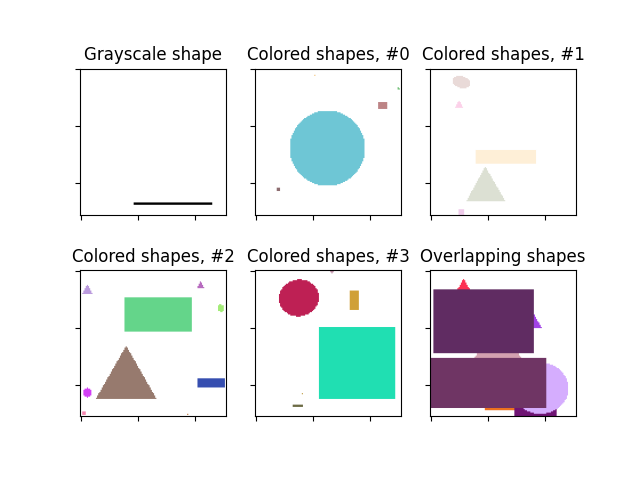 Grayscale shape
Colored shapes, #0
Colored shapes, #1
Colored shapes, #2
Colored shapes, #3
Overlapping shapes